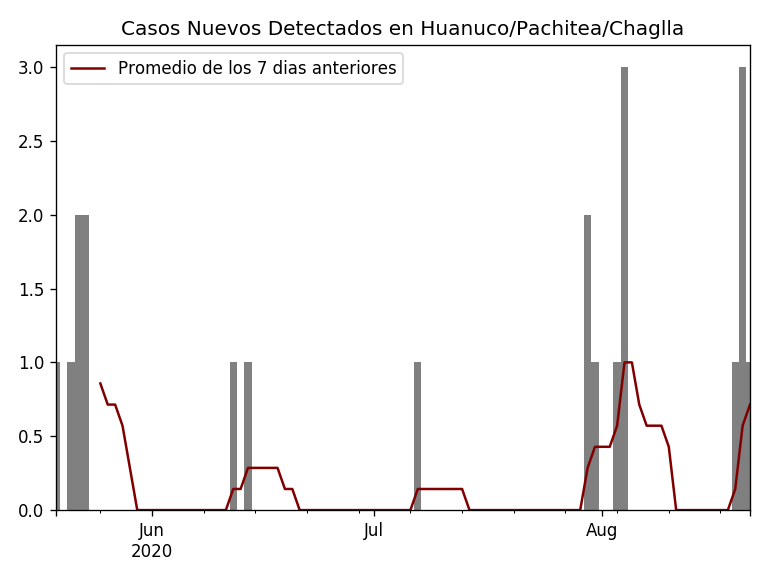 Casos Nuevos Detectados en Huanuco/Pachitea/Chaglla
Promedio de los 7 dias anteriores
3.0
2.5
2.0
1.5
1.0
0.5
0.0
Jun Jul Aug
2020